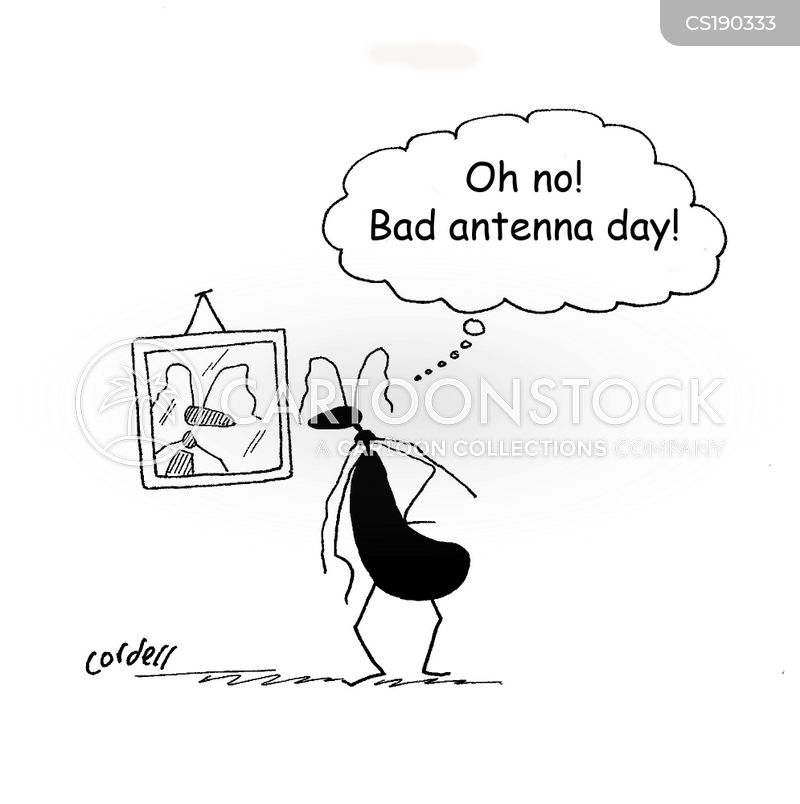 CS190333
Oh no!
Bad antenna day!
CARTOONSTOCK
A CARTOON COLLECTIONS COMPANY
cordell